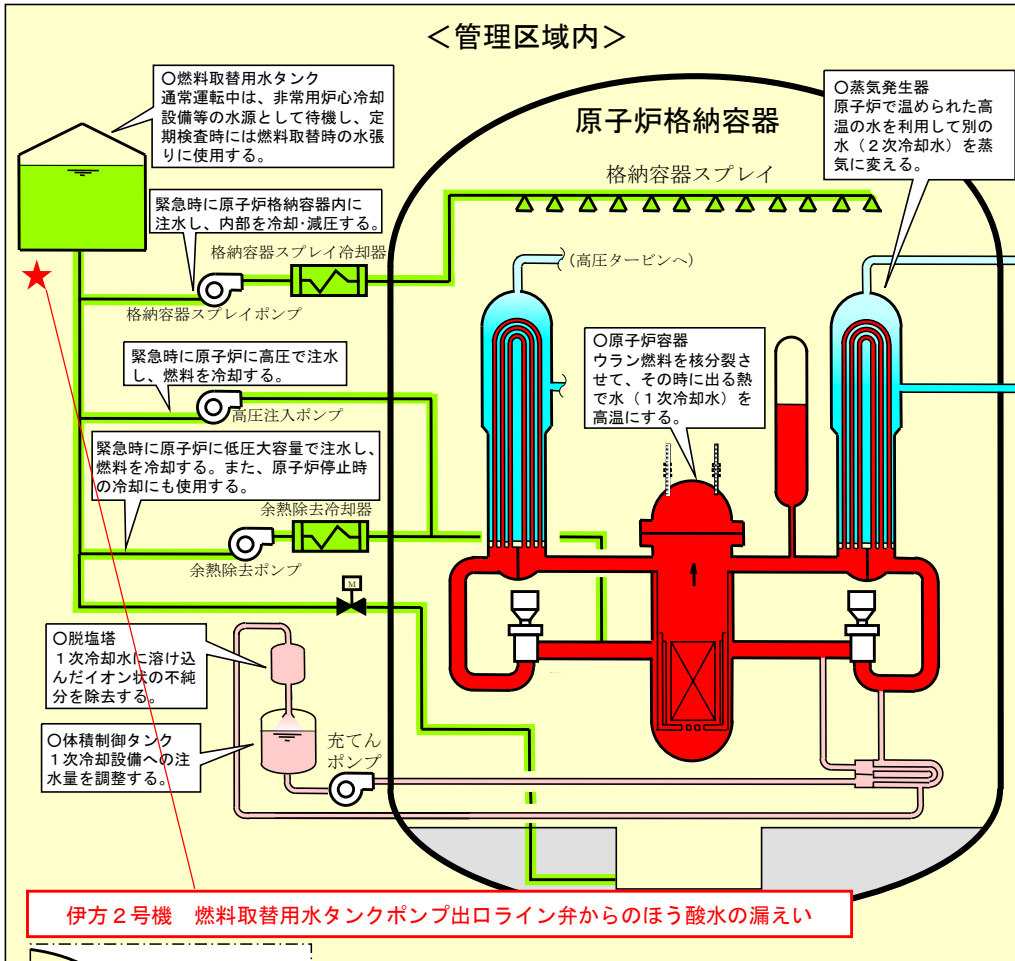 ＜管理区域内＞
○燃料取替用水タンク
通常運転中は、非常用炉心冷却
設備等の水源として待機し、定
期検査時には燃料取替時の水張
りに使用する。
○蒸気発生器
原子炉で温められた高
温の水を利用して別の
水（２次冷却水）を蒸
気に変える。
原子炉格納容器
格納容器スプレイ
緊急時に原子炉格納容器内に
注水し、内部を冷却・減圧する。
格納容器スプレイ冷却器
(高圧タービンへ)
格納容器スプレイポンプ
○原子炉容器
ウラン燃料を核分裂さ
せて、その時に出る熱
で水（１次冷却水）を
高温にする。
緊急時に原子炉に高圧で注水
し、燃料を冷却する。
高圧注入ポンプ
緊急時に原子炉に低圧大容量で注水し、
燃料を冷却する。また、原子炉停止時
の冷却にも使用する。
余熱除去冷却器
余熱除去ポンプ
M
○脱塩塔
１次冷却水に溶け込
んだイオン状の不純
分を除去する。
○体積制御タンク
１次冷却設備への注
水量を調整する。
充てん
ポンプ
伊方２号機　燃料取替用水タンクポンプ出口ライン弁からのほう酸水の漏えい